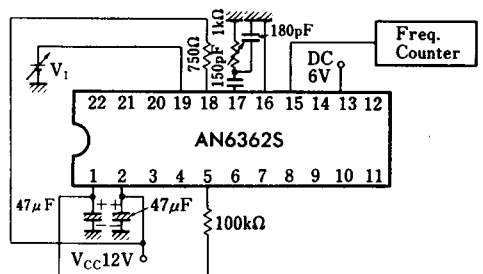 180pF
1kΩ
150pF
750Ω
Freq.
Counter
DC
6V
V₁
22 21 20 19 18 17 16 15 14 13 12
AN6362S
1 2 3 4 5 6 7 8 9 10 11
47μF
+ +
47μF
100kΩ
VCC12V